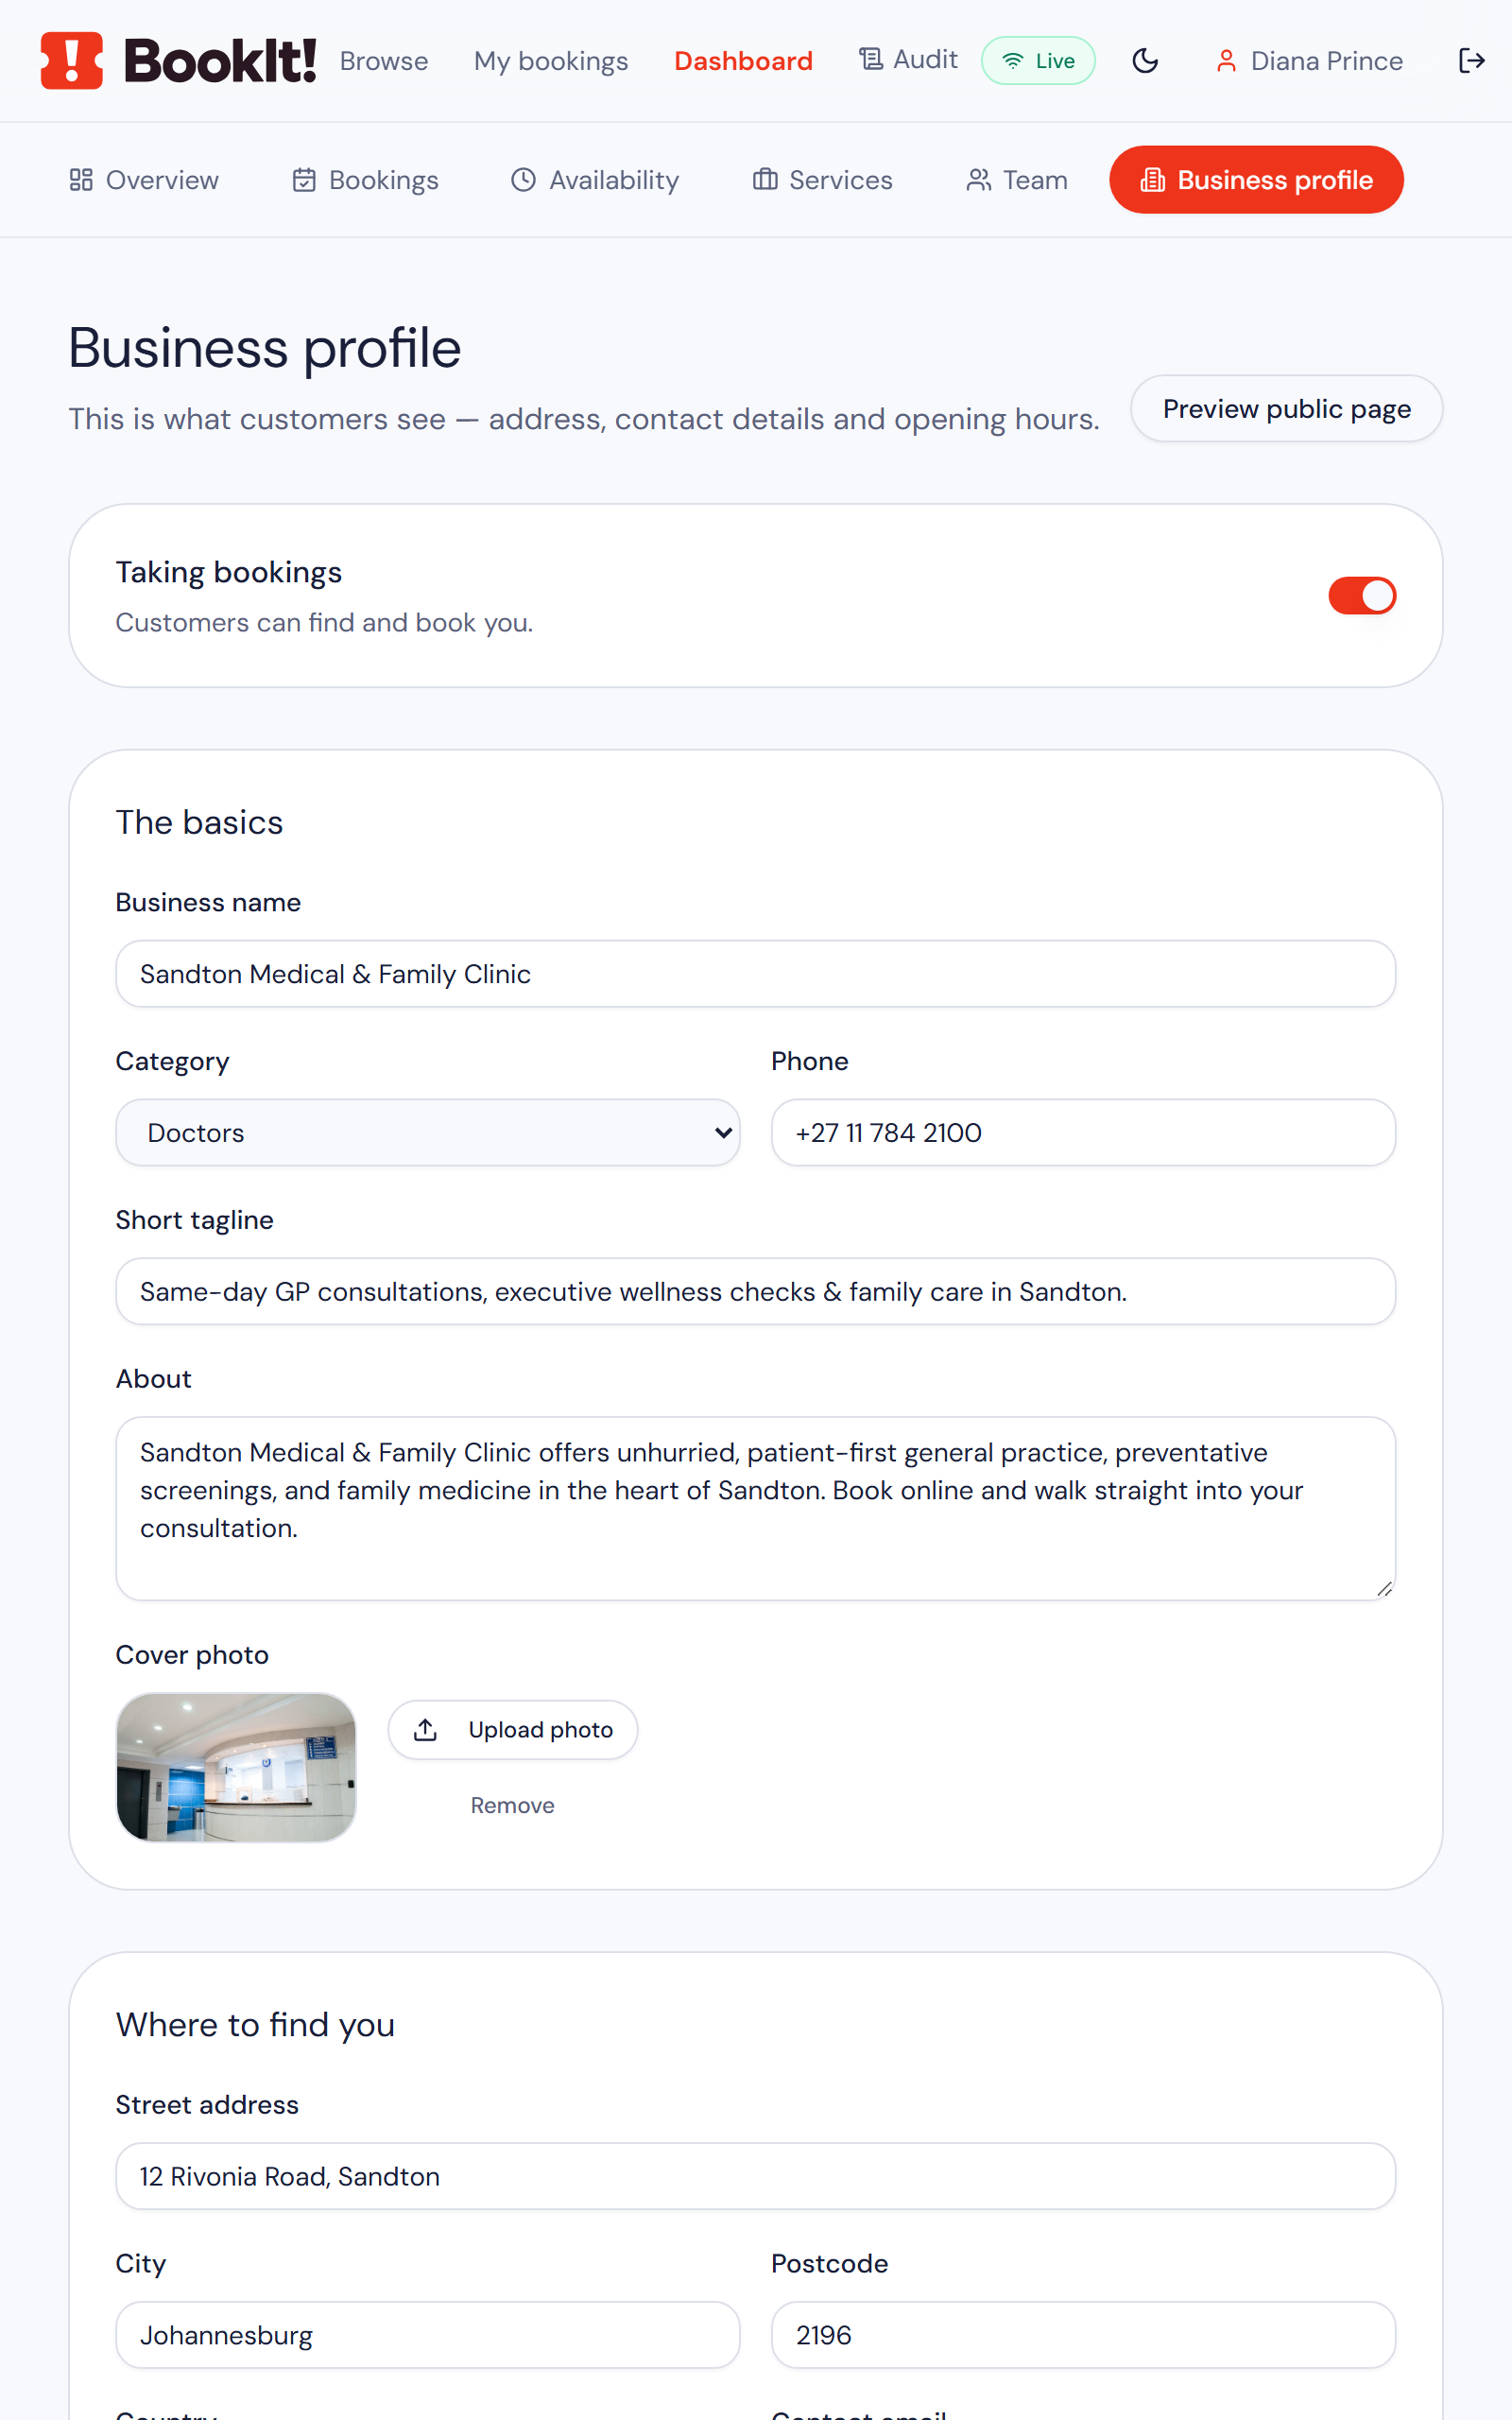 BookIt!
Browse
My bookings
Dashboard
Audit
Live
Diana Prince
Overview
Bookings
Availability
Services
Team
Business profile
Business profile
This is what customers see — address, contact details and opening hours.
Preview public page
Taking bookings
Customers can find and book you.
The basics
Business name
Sandton Medical & Family Clinic
Category
Phone
Doctors
+27 11 784 2100
Short tagline
Same-day GP consultations, executive wellness checks & family care in Sandton.
About
Sandton Medical & Family Clinic offers unhurried, patient-first general practice, preventative
screenings, and family medicine in the heart of Sandton. Book online and walk straight into your
consultation.
Cover photo
Upload photo
Remove
Where to find you
Street address
12 Rivonia Road, Sandton
City
Postcode
Johannesburg
2196
Country
Contact email